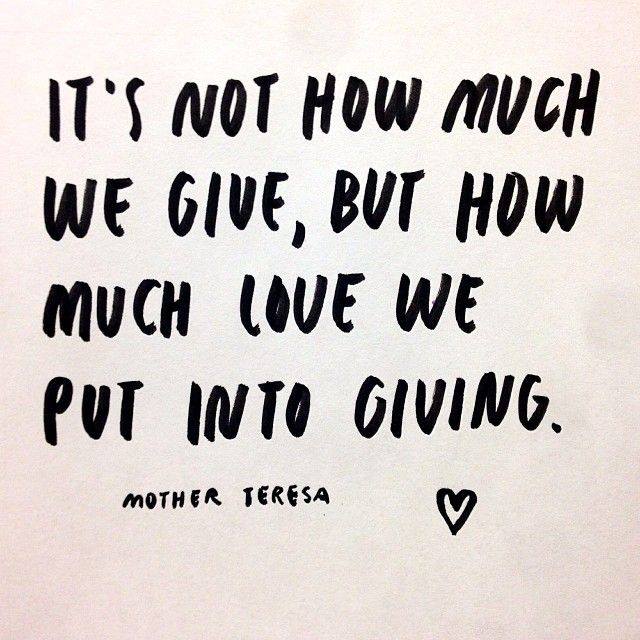 IT'S NOT HOW MUCH
WE GIVE, BUT HOW
MUCH LOVE WE
PUT INTO GIVING.
MOTHER TERESA